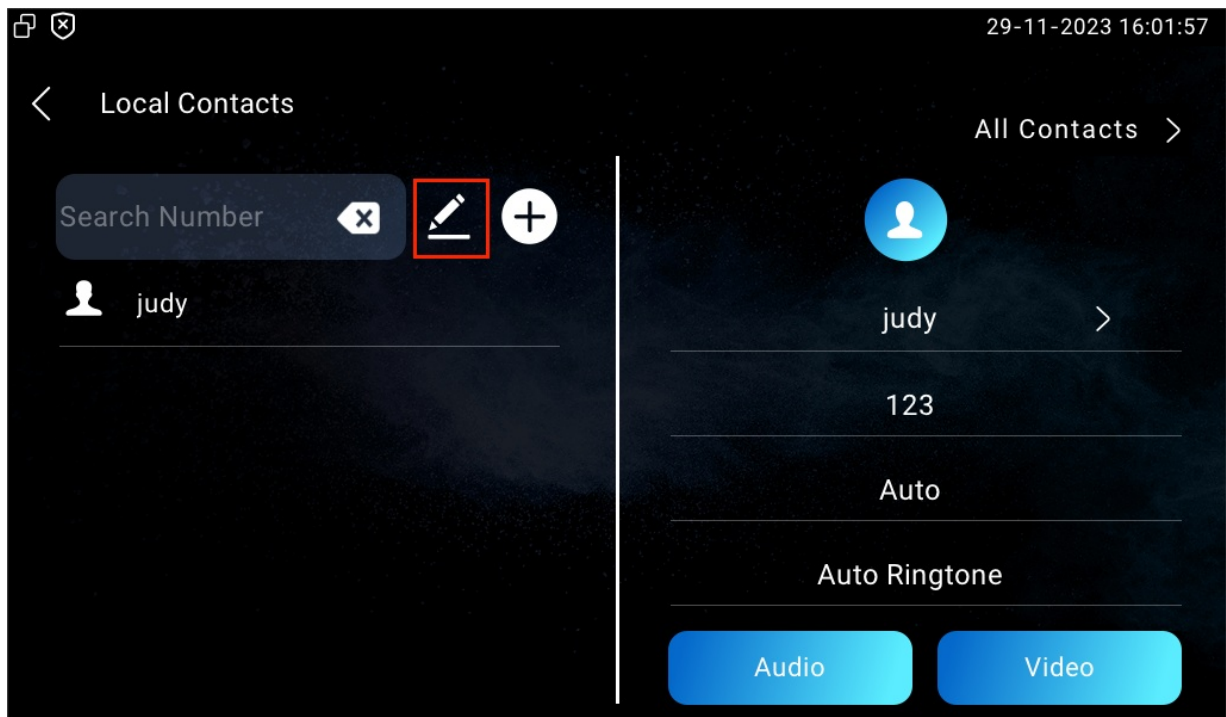 29-11-2023 16:01:57
Local Contacts
All Contacts
Search Number
judy
judy
123
Auto
Auto Ringtone
Audio
Video